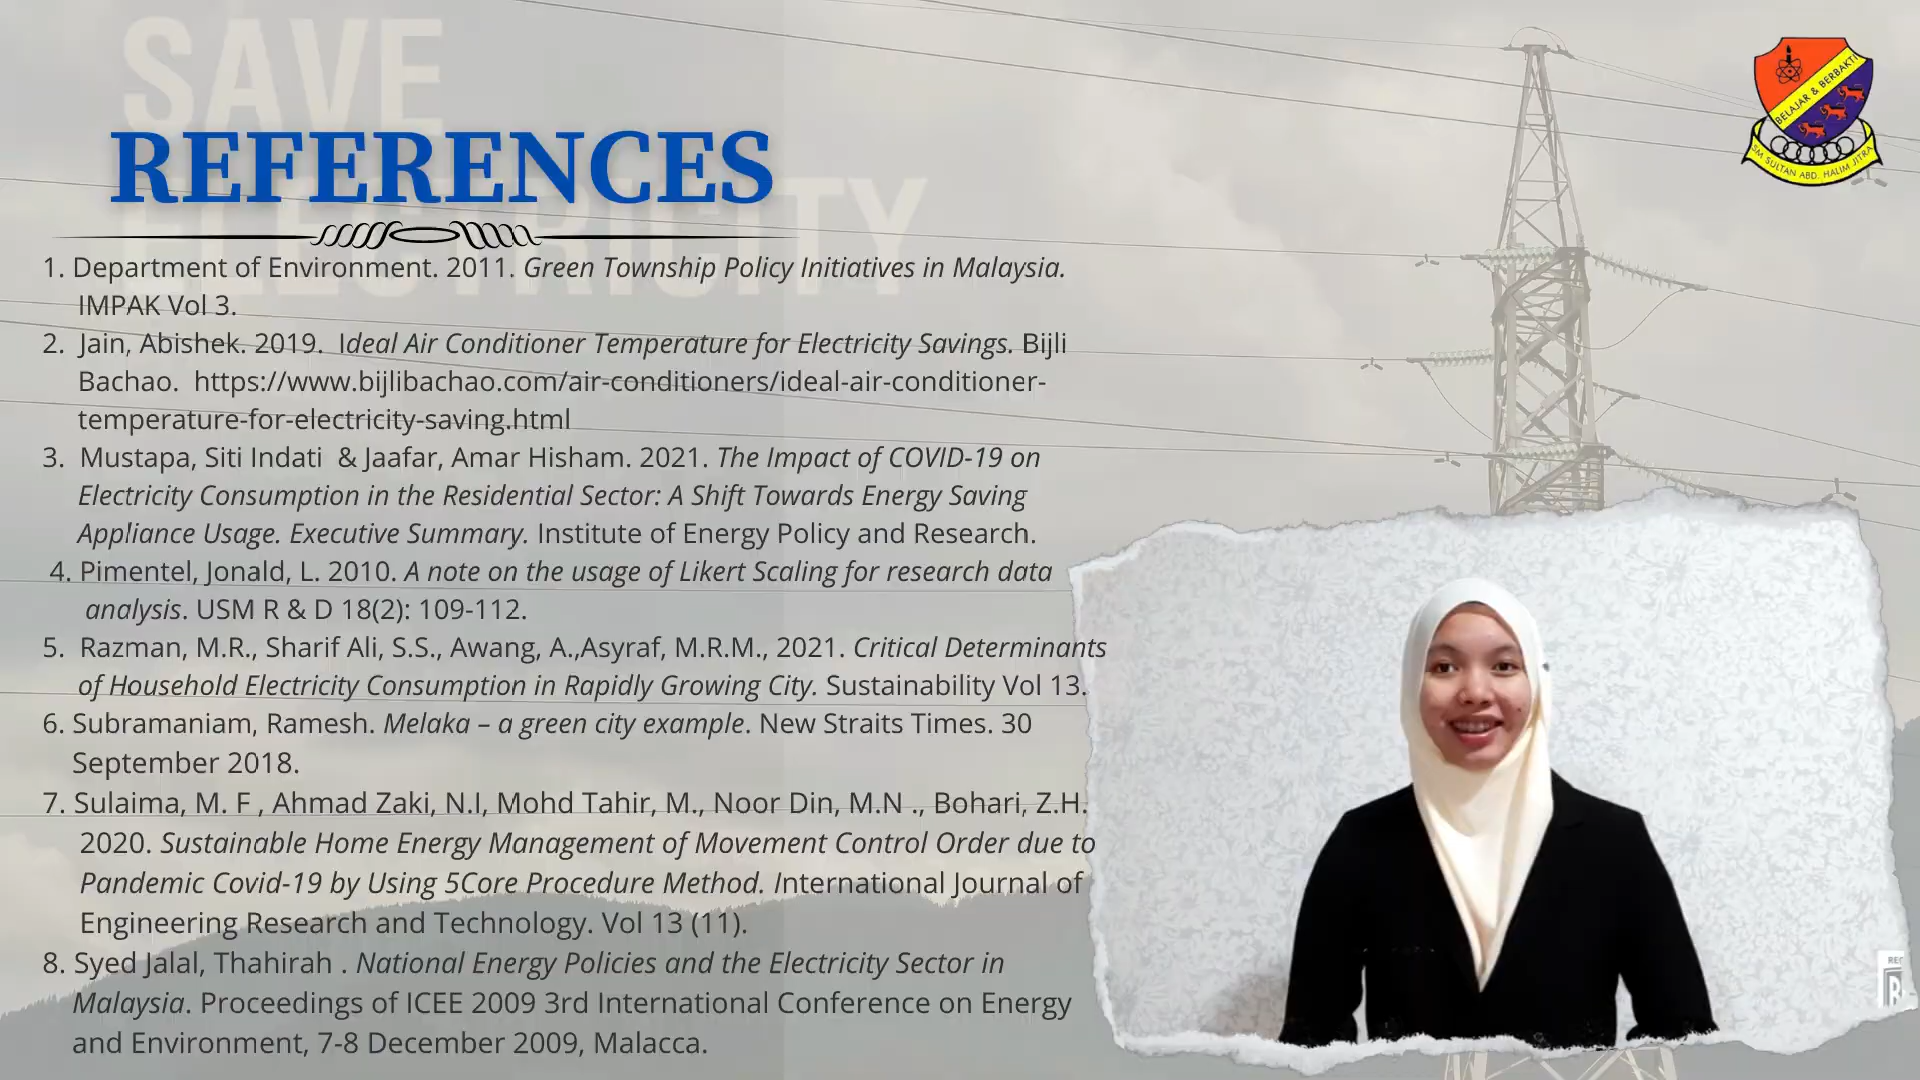 SAVE
ELECTRICITY
REFERENCES
BELAJAR & BERBAKTI
SM SULTAN ABD. HALIM JITRA
1. Department of Environment. 2011. Green Township Policy Initiatives in Malaysia.
IMPAK Vol 3.
2. Jain, Abishek. 2019. Ideal Air Conditioner Temperature for Electricity Savings. Bijli
Bachao. https://www.bijlibachao.com/air-conditioners/ideal-air-conditioner-
temperature-for-electricity-saving.html
3. Mustapa, Siti Indati & Jaafar, Amar Hisham. 2021. The Impact of COVID-19 on
Electricity Consumption in the Residential Sector: A Shift Towards Energy Saving
Appliance Usage. Executive Summary. Institute of Energy Policy and Research.
4. Pimentel, Jonald, L. 2010. A note on the usage of Likert Scaling for research data
analysis. USM R & D 18(2): 109-112.
5. Razman, M.R., Sharif Ali, S.S., Awang, A.,Asyraf, M.R.M., 2021. Critical Determinants
of Household Electricity Consumption in Rapidly Growing City. Sustainability Vol 13.
6. Subramaniam, Ramesh. Melaka – a green city example. New Straits Times. 30
September 2018.
7. Sulaima, M. F , Ahmad Zaki, N.I, Mohd Tahir, M., Noor Din, M.N ., Bohari, Z.H.
2020. Sustainable Home Energy Management of Movement Control Order due to
Pandemic Covid-19 by Using 5Core Procedure Method. International Journal of
Engineering Research and Technology. Vol 13 (11).
8. Syed Jalal, Thahirah . National Energy Policies and the Electricity Sector in
Malaysia. Proceedings of ICEE 2009 3rd International Conference on Energy
and Environment, 7-8 December 2009, Malacca.